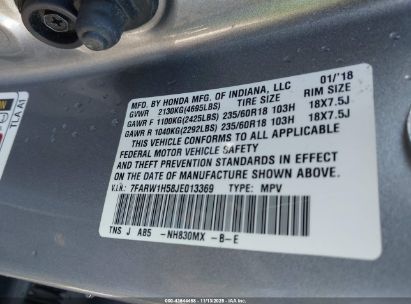 MFD. BY HONDA MFG. OF INDIANA, LLC 01/'18
GVWR 2130KG(4695LBS) TIRE SIZE RIM SIZE
GAWR F 1100KG(2425LBS) 235/60R18 103H 18X7.5J
GAWR R 1040KG(2292LBS) 235/60R18 103H 18X7.5J
THIS VEHICLE CONFORMS TO ALL APPLICABLE
FEDERAL MOTOR VEHICLE SAFETY
AND THEFT PREVENTION STANDARDS IN EFFECT
ON THE DATE OF MANUFACTURE SHOWN ABOVE.
V.I.N.: 7FARW1H58JE013369 TYPE: MPV
TNS J A85 -NH830MX -B-E
TLA A1